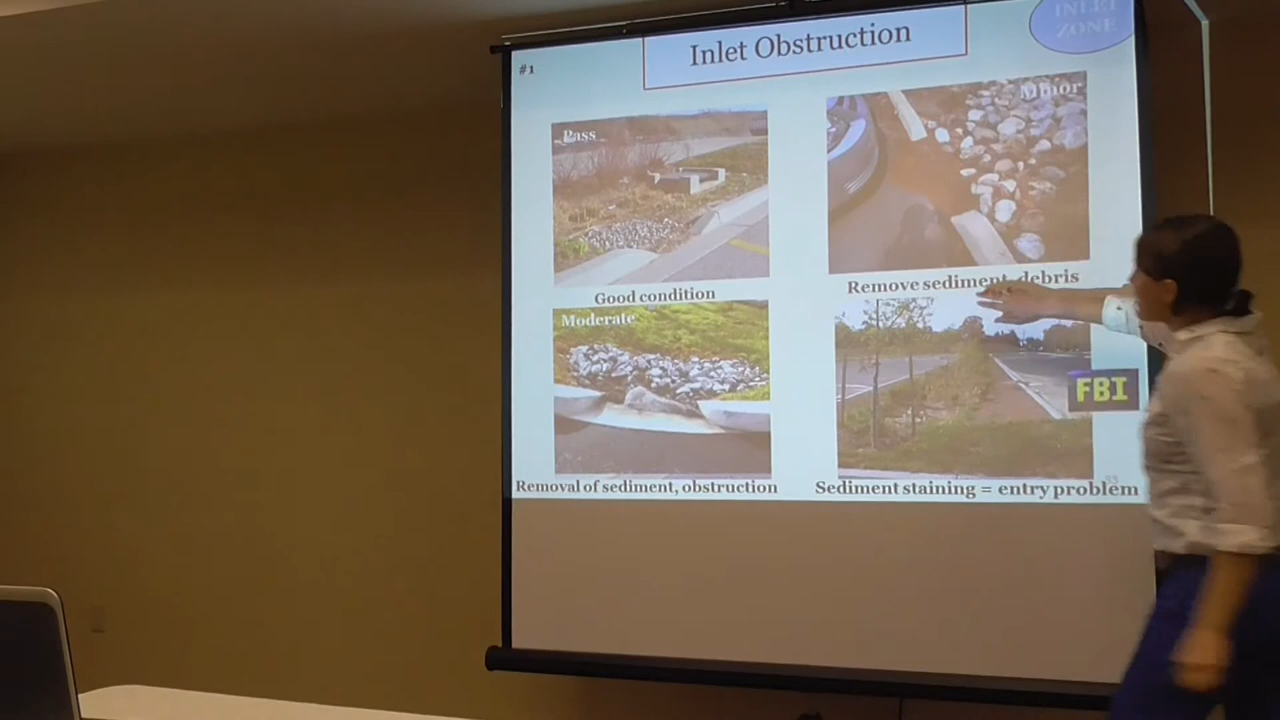 INLET
ZONE
Inlet Obstruction
#1
Pass
Minor
Good condition
Remove sediment, debris
Moderate
FBI
Removal of sediment, obstruction
Sediment staining = entry problem